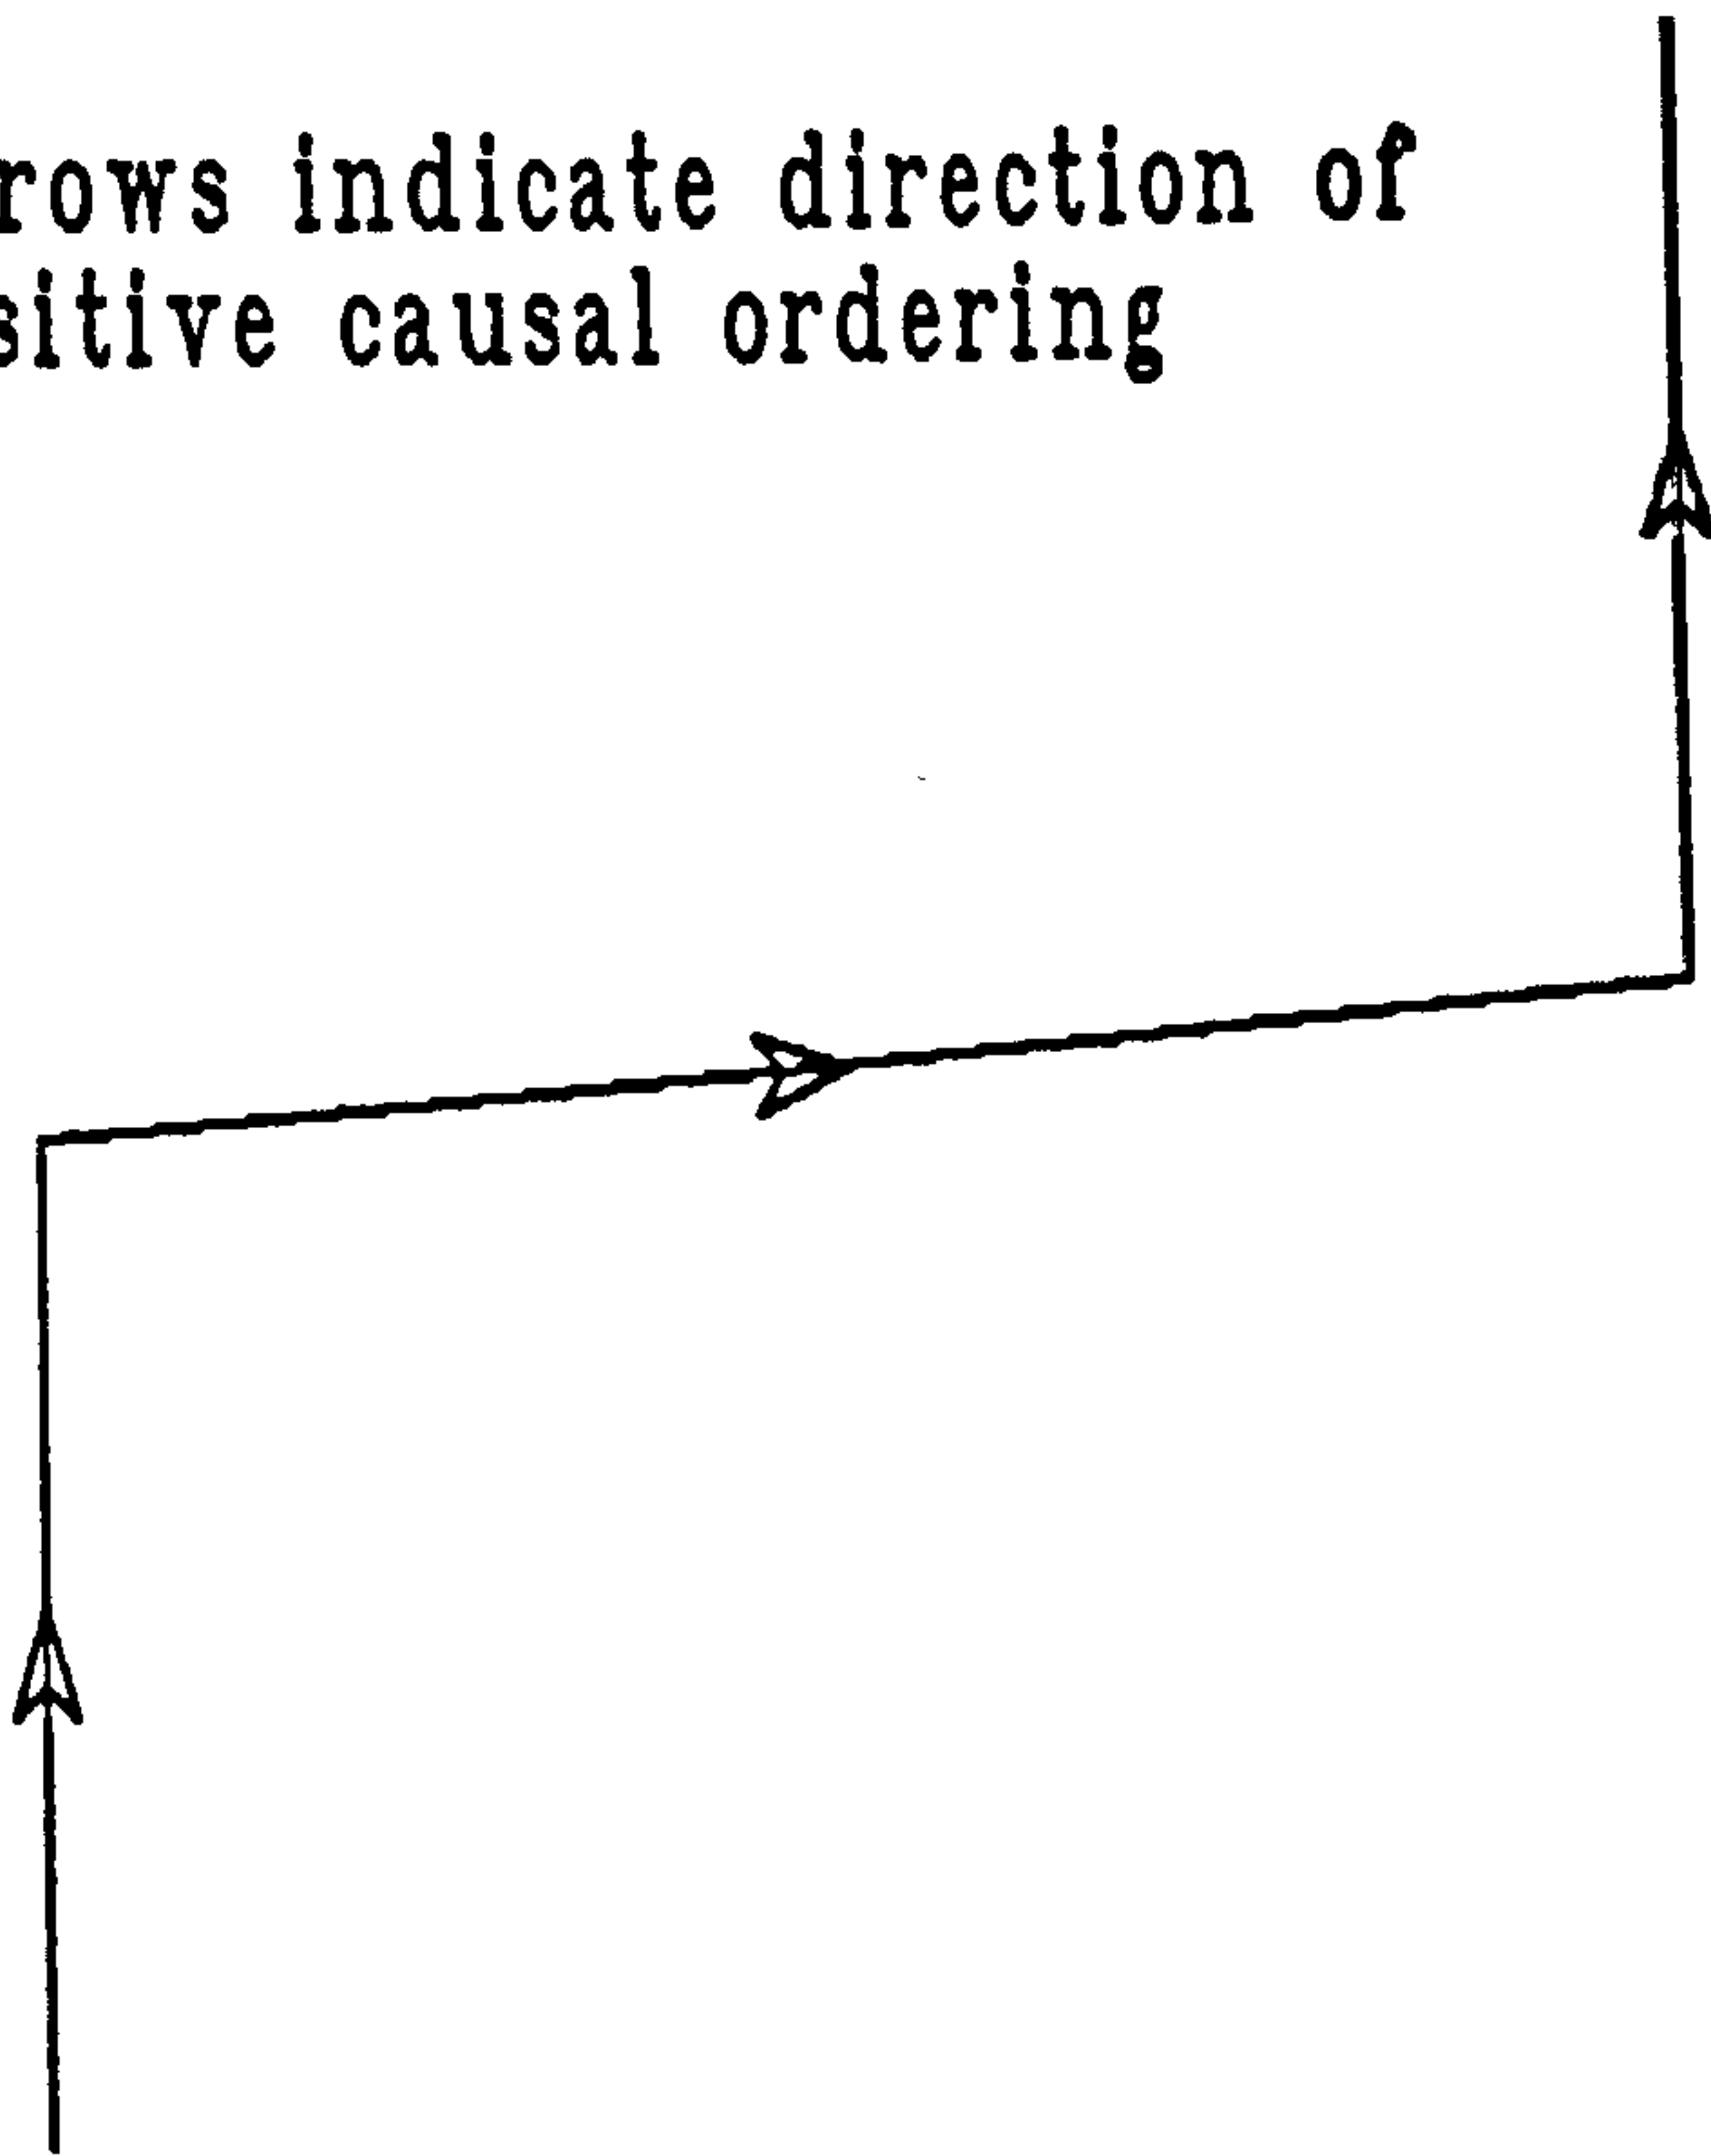 rows indicate direction of
sitive causal ordering